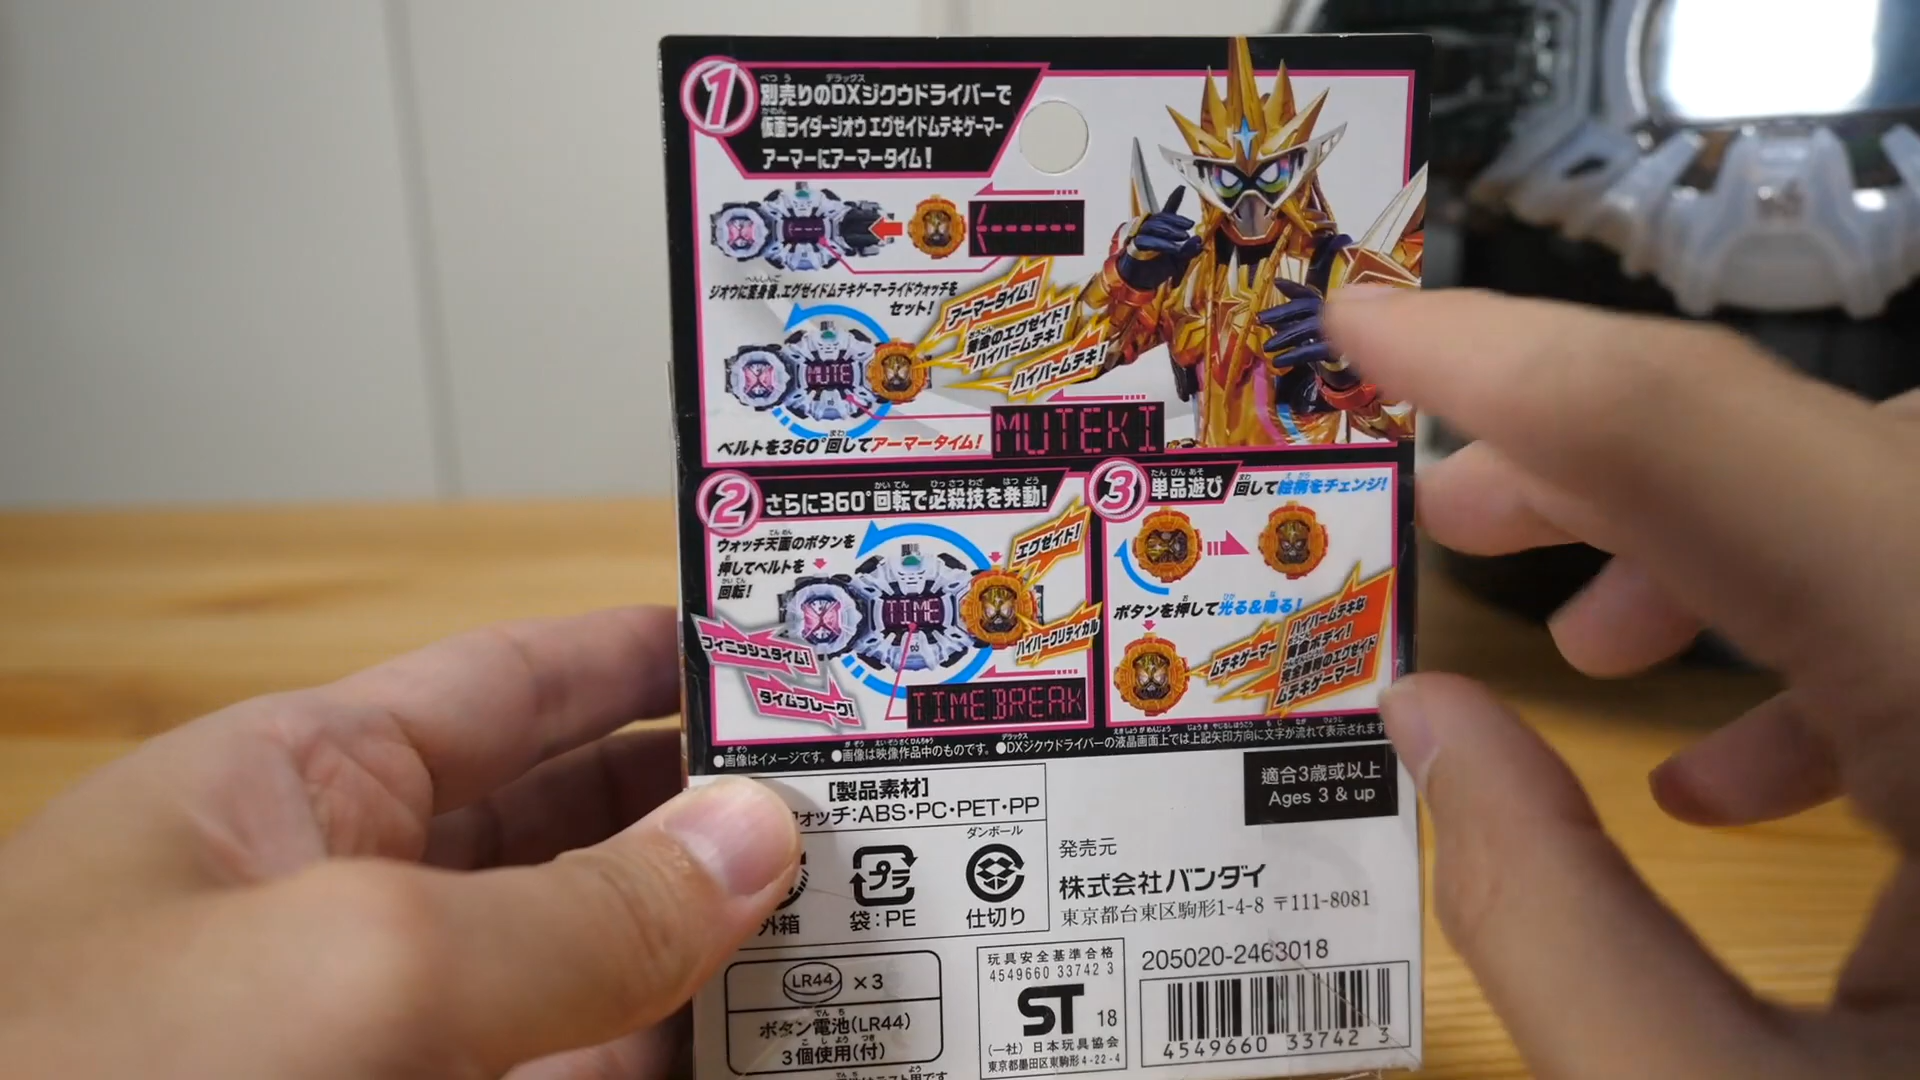 1
別売りのDXジクウドライバーで
仮面ライダージオウ エグゼイドムテキゲーマー
アーマーにアーマータイム!
ジオウに変身後、エグゼイドムテキゲーマーライドウォッチを
セット!
アーマータイム!
黄金のエグゼイド!
ハイパームテキ!
ハイパームテキ!
MUTE
MUTEKI
ベルトを360°回してアーマータイム!
2
さらに360°回転で必殺技を発動!
ウォッチ天面のボタンを
押してベルトを
回転!
エグゼイド!
TIME
ハイパークリティカル
フィニッシュタイム!
タイムブレーク!
TIME BREAK
3
単品遊び
回して絵柄をチェンジ!
ボタンを押して光る&鳴る!
ムテキゲーマー
ハイパームテキな
黄金ボディ!
完全無敵のエグゼイド
ムテキゲーマー!
●画像はイメージです。●画像は映像作品中のものです。●DXジクウドライバーの液晶画面上では上記矢印方向に文字が流れて表示されます
[製品素材]
ォッチ:ABS・PC・PET・PP
外箱
プラ
袋:PE
ダンボール
仕切り
適合3歳或以上
Ages 3 & up
発売元
株式会社バンダイ
東京都台東区駒形1-4-8 〒111-8081
LR44 ×3
ボタン電池(LR44)
3個使用(付)
玩具安全基準合格
4549660 33742 3
ST 18
(一社) 日本玩具協会
東京都墨田区東駒形4-22-4
205020-2463018
4549660 33742 3